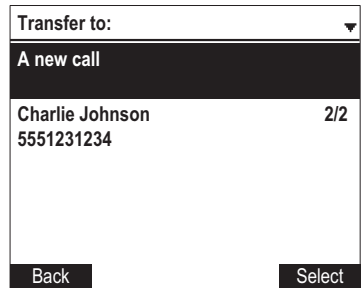 Transfer to:
A new call
Charlie Johnson 2/2
5551231234
Back Select